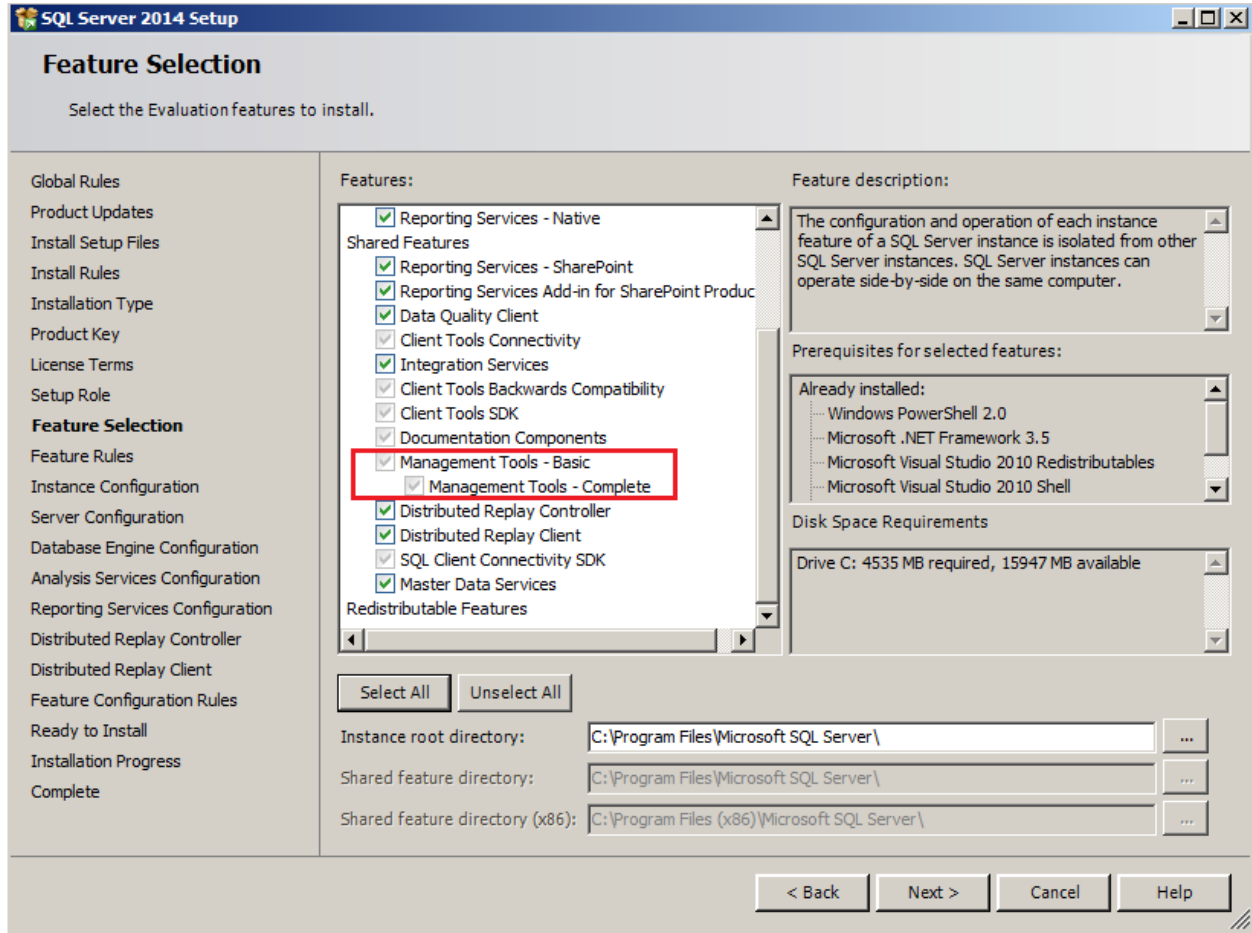 SQL Server 2014 Setup
Feature Selection
Select the Evaluation features to install.
Global Rules
Product Updates
Install Setup Files
Install Rules
Installation Type
Product Key
License Terms
Setup Role
Feature Selection
Feature Rules
Instance Configuration
Server Configuration
Database Engine Configuration
Analysis Services Configuration
Reporting Services Configuration
Distributed Replay Controller
Distributed Replay Client
Feature Configuration Rules
Ready to Install
Installation Progress
Complete
Features:
Reporting Services - Native
Shared Features
Reporting Services - SharePoint
Reporting Services Add-in for SharePoint Produc
Data Quality Client
Client Tools Connectivity
Integration Services
Client Tools Backwards Compatibility
Client Tools SDK
Documentation Components
Management Tools - Basic
Management Tools - Complete
Distributed Replay Controller
Distributed Replay Client
SQL Client Connectivity SDK
Master Data Services
Redistributable Features
Feature description:
The configuration and operation of each instance
feature of a SQL Server instance is isolated from other
SQL Server instances. SQL Server instances can
operate side-by-side on the same computer.
Prerequisites for selected features:
Already installed:
Windows PowerShell 2.0
Microsoft .NET Framework 3.5
Microsoft Visual Studio 2010 Redistributables
Microsoft Visual Studio 2010 Shell
Disk Space Requirements
Drive C: 4535 MB required, 15947 MB available
Select All
Unselect All
Instance root directory:
C:\Program Files\Microsoft SQL Server\
...
Shared feature directory:
C:\Program Files\Microsoft SQL Server\
...
Shared feature directory (x86):
C:\Program Files (x86)\Microsoft SQL Server\
...
< Back
Next >
Cancel
Help